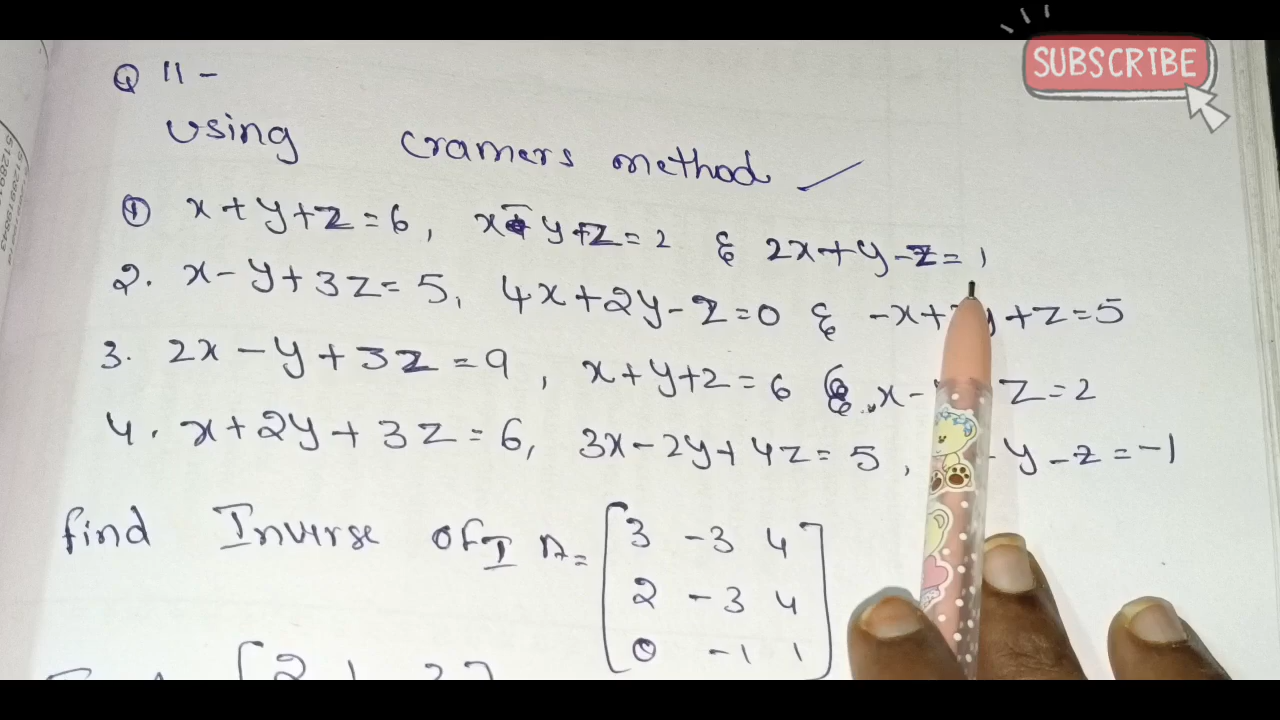 SUBSCRIBE
Q 11 -
Using cramers method ✓
① x+y+z=6, x-y+z=2 & 2x+y-z=1
2. x-y+3z=5, 4x+2y-z=0 & -x+ y+z=5
3. 2x-y+3z=9, x+y+z=6 & x- z=2
4. x+2y+3z=6, 3x-2y+4z=5, -y-z=-1
find Inverse of I A= [3 -3 4
2 -3 4
0 -1 1]
[2 1